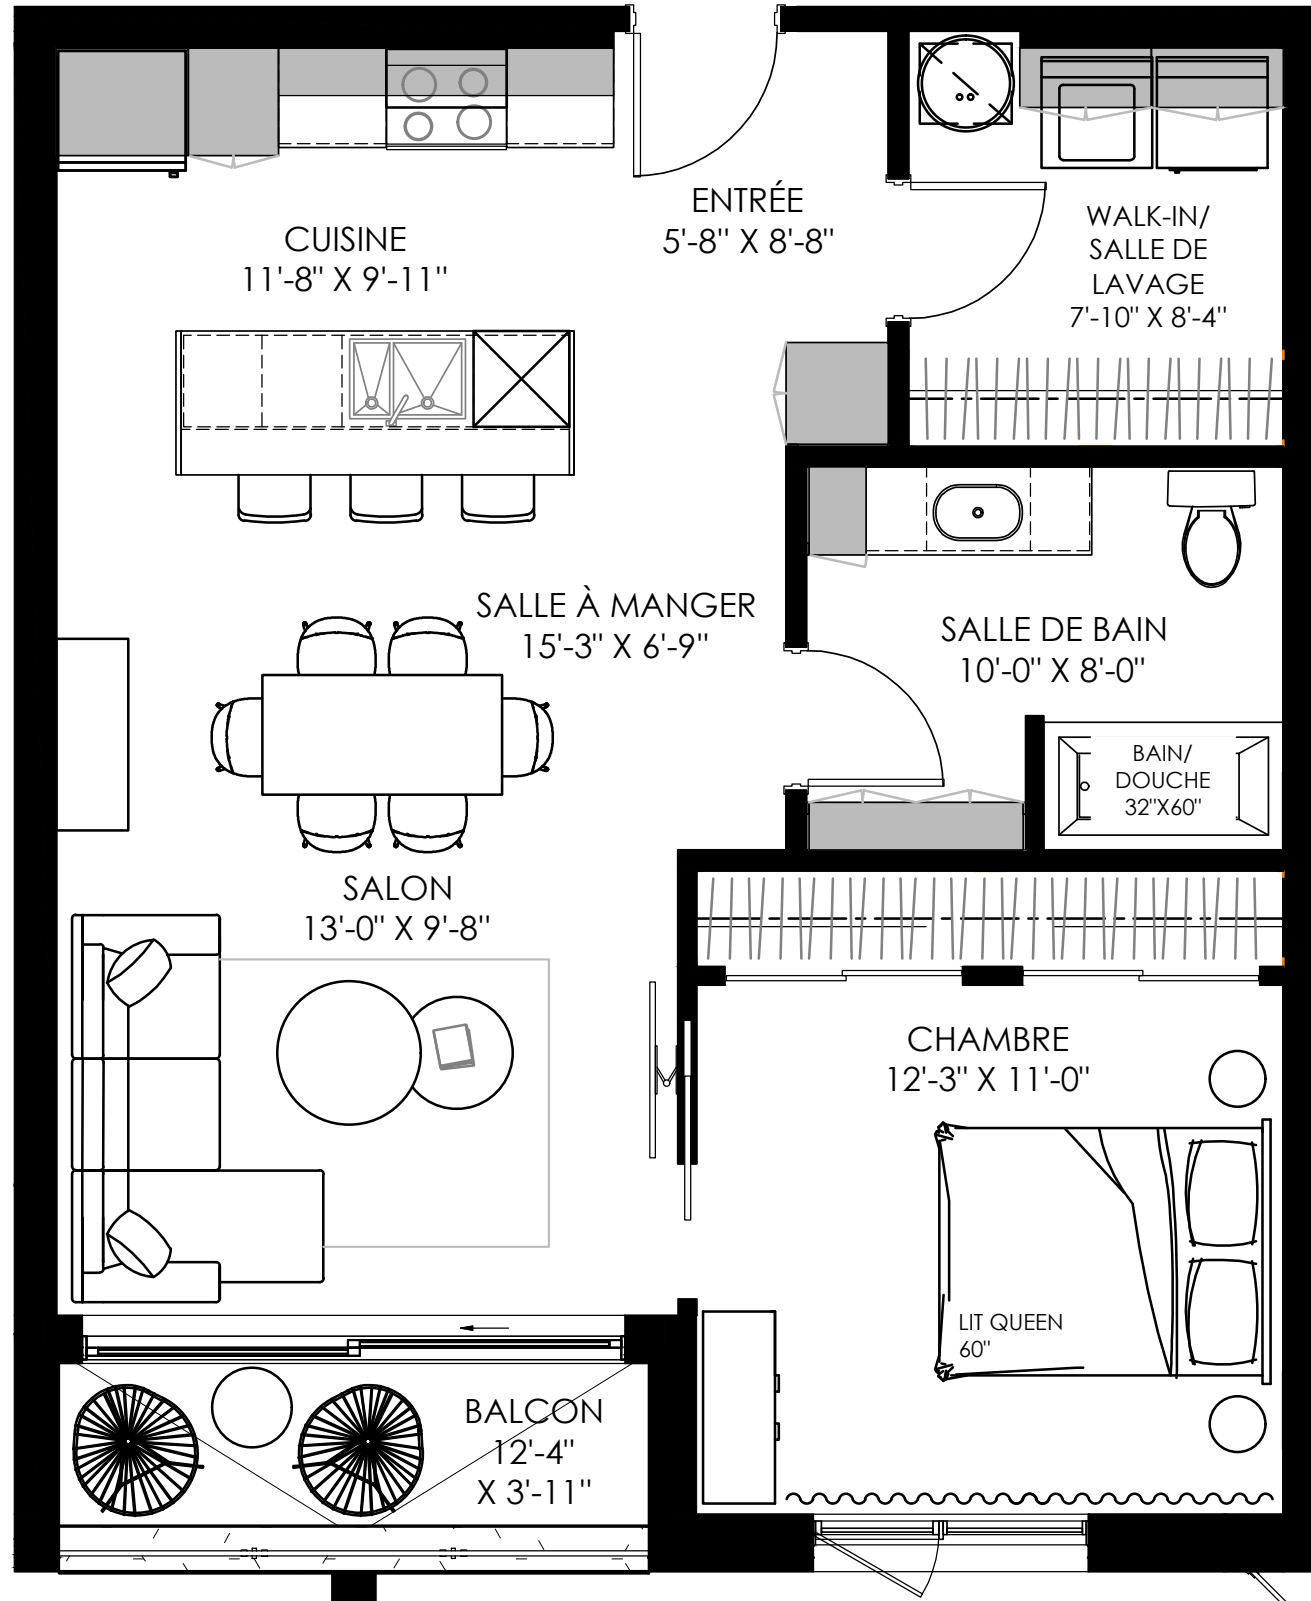 ENTRÉE
5'-8" X 8'-8"
CUISINE
11'-8" X 9'-11"
WALK-IN/
SALLE DE
LAVAGE
7'-10" X 8'-4"
SALLE À MANGER
15'-3" X 6'-9"
SALLE DE BAIN
10'-0" X 8'-0"
BAIN/
DOUCHE
32"X60"
SALON
13'-0" X 9'-8"
CHAMBRE
12'-3" X 11'-0"
LIT QUEEN
60"
BALCON
12'-4"
X 3'-11"